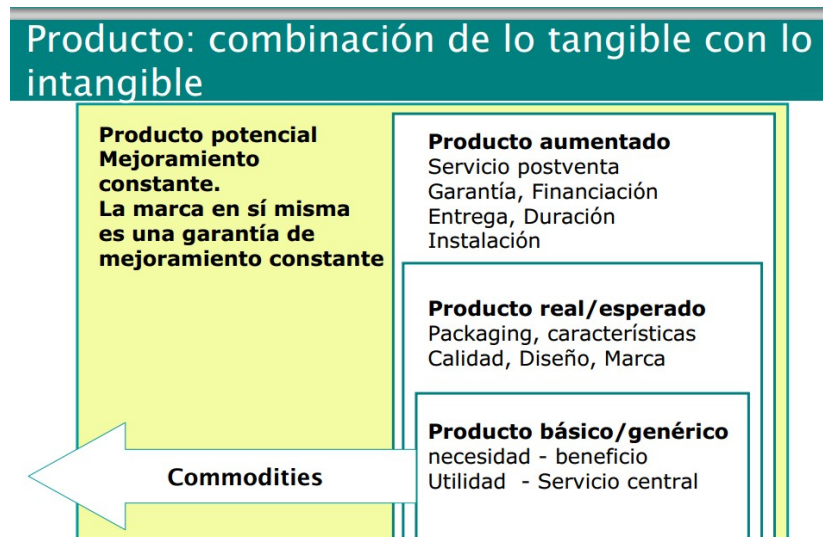 Producto: combinación de lo tangible con lo
intangible
Producto potencial
Mejoramiento
constante.
La marca en sí misma
es una garantía de
mejoramiento constante
Producto aumentado
Servicio postventa
Garantía, Financiación
Entrega, Duración
Instalación
Producto real/esperado
Packaging, características
Calidad, Diseño, Marca
Producto básico/genérico
necesidad - beneficio
Utilidad  - Servicio central
Commodities